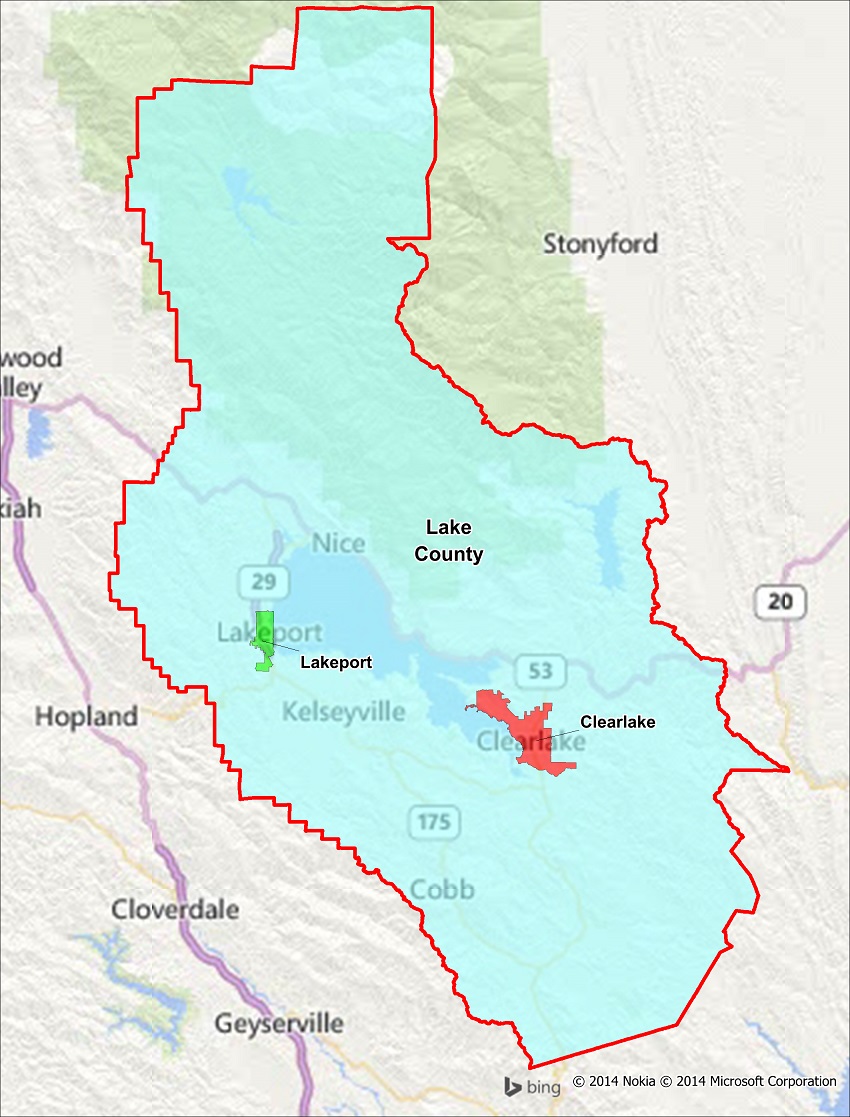 Stonyford
wood
lley
kiah
Lake
County
Nice
29
20
Lakeport
Lakeport
53
Hopland
Kelseyville
Clearlake
Clearlake
175
Cobb
Cloverdale
Geyserville
bing © 2014 Nokia © 2014 Microsoft Corporation